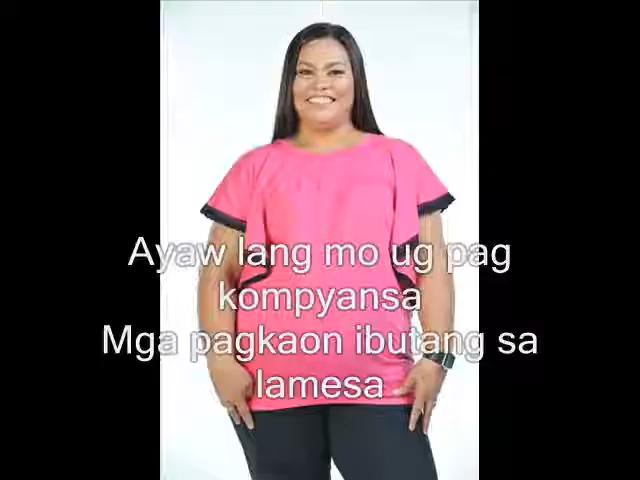 Ayaw lang mo ug pag
kompyansa
Mga pagkaon ibutang sa
lamesa